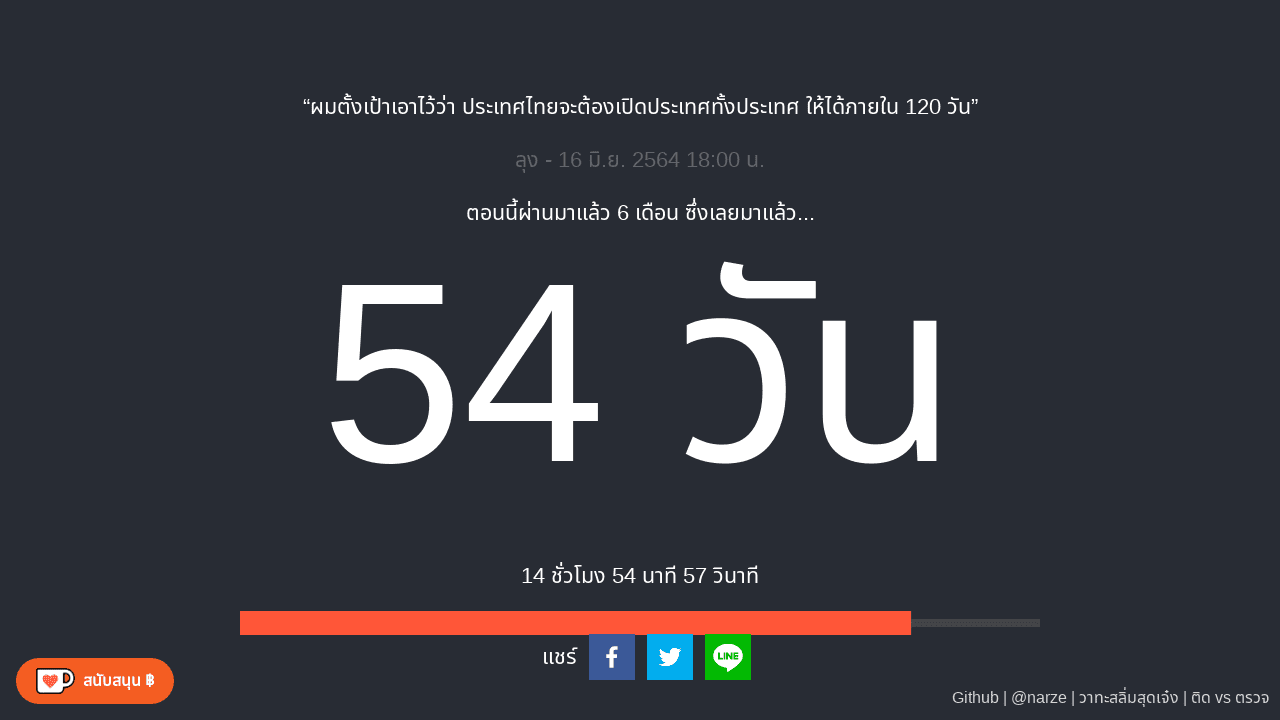 “ผมตั้งเป้าเอาไว้ว่า ประเทศไทยจะต้องเปิดประเทศทั้งประเทศ ให้ได้ภายใน 120 วัน”
ลุง - 16 มิ.ย. 2564 18:00 น.
ตอนนี้ผ่านมาแล้ว 6 เดือน ซึ่งเลยมาแล้ว...
54 วัน
14 ชั่วโมง 54 นาที 57 วินาที
แชร์
LINE
สนับสนุน ฿
Github | @narze | วาทะสลิ่มสุดเจ๋ง | ติด vs ตรวจ